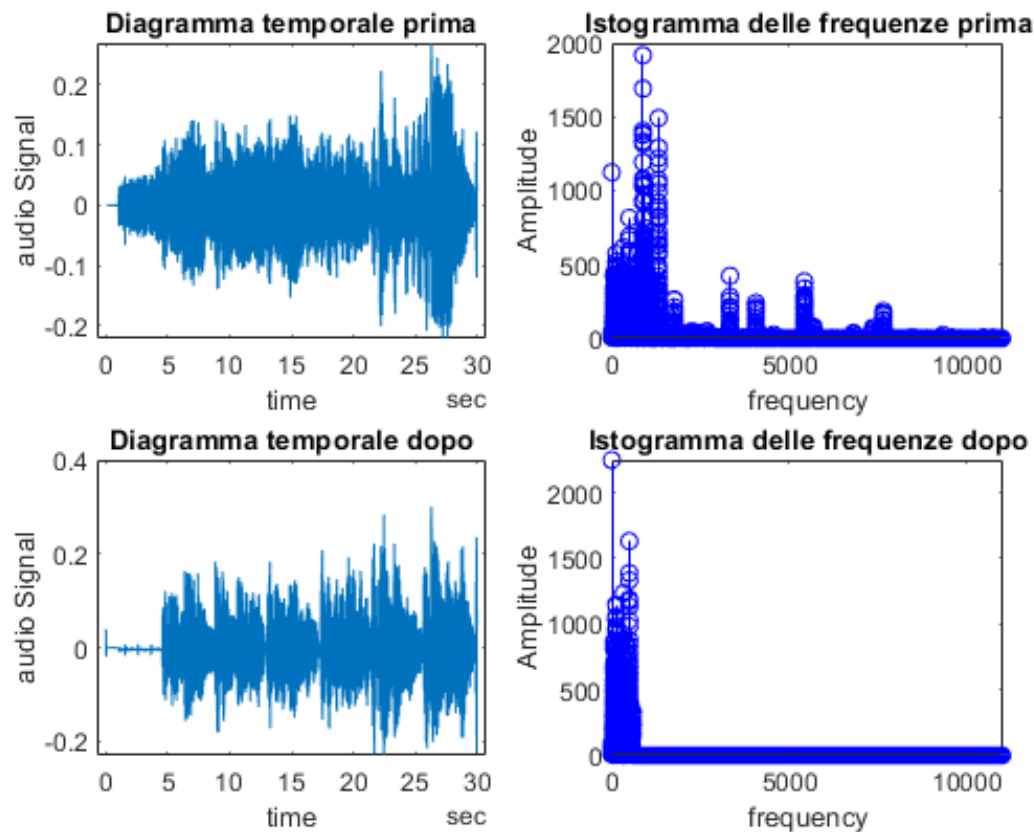 Diagramma temporale prima
0.2
0.1
0
-0.1
-0.2
audio Signal
0 5 10 15 20 25 30
time
sec
Istogramma delle frequenze prima
2000
1500
1000
500
0
Amplitude
0 5000 10000
frequency
Diagramma temporale dopo
0.4
0.2
0
-0.2
audio Signal
0 5 10 15 20 25 30
time
sec
Istogramma delle frequenze dopo
2000
1500
1000
500
0
Amplitude
0 5000 10000
frequency